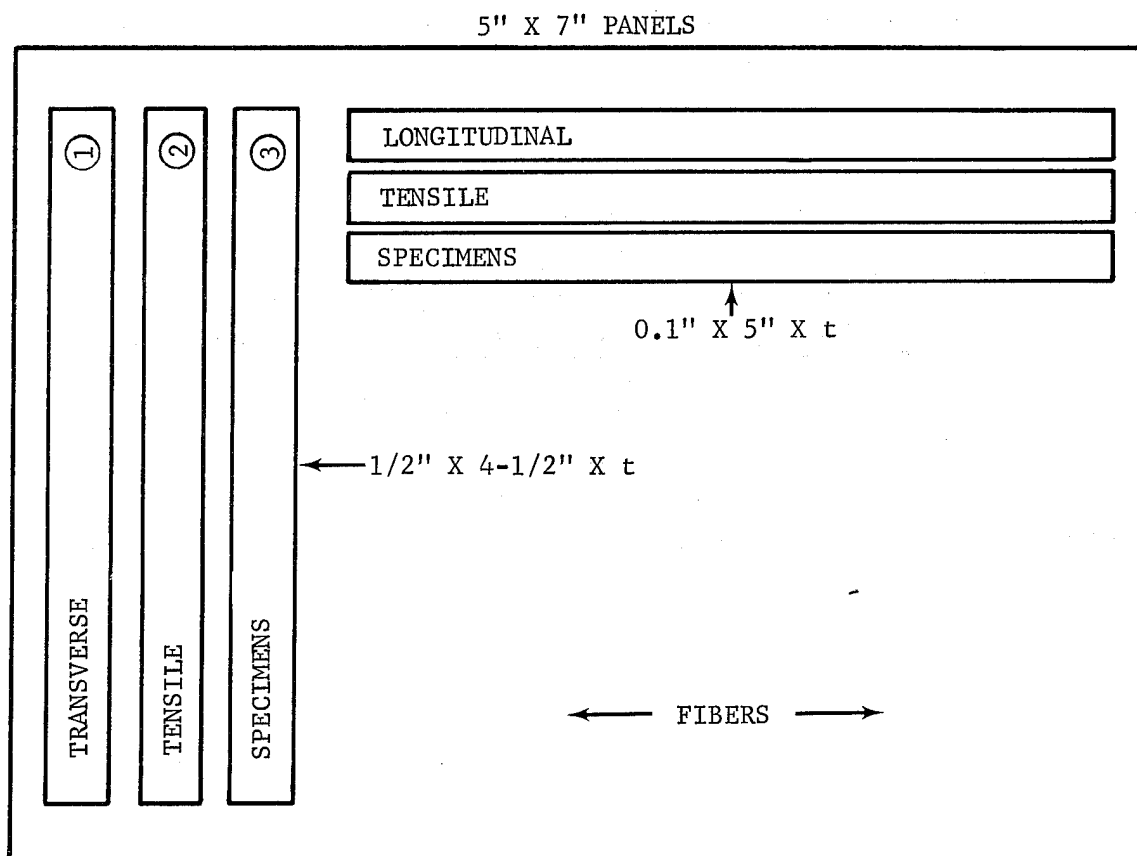 5" X 7" PANELS
① TRANSVERSE
② TENSILE
③ SPECIMENS
LONGITUDINAL
TENSILE
SPECIMENS
0.1" X 5" X t
1/2" X 4-1/2" X t
FIBERS